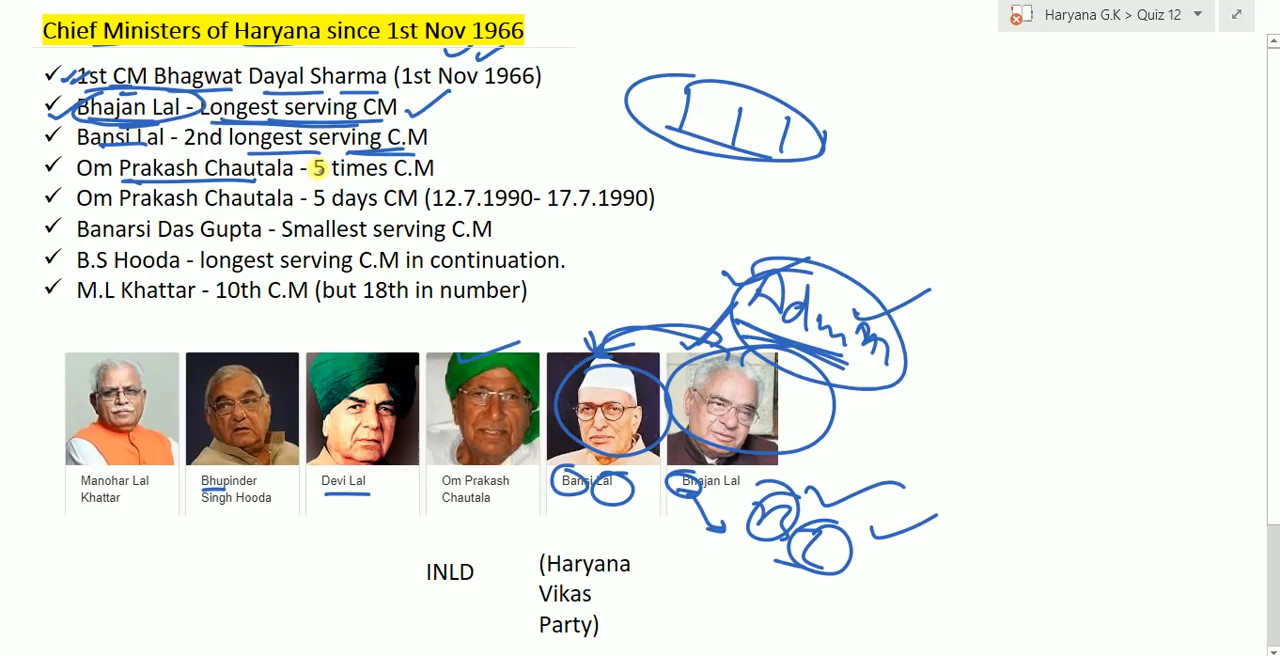 Haryana G.K > Quiz 12
Chief Ministers of Haryana since 1st Nov 1966
1st CM Bhagwat Dayal Sharma (1st Nov 1966)
Bhajan Lal - Longest serving CM
Bansi Lal - 2nd longest serving C.M
Om Prakash Chautala - 5 times C.M
Om Prakash Chautala - 5 days CM (12.7.1990- 17.7.1990)
Banarsi Das Gupta - Smallest serving C.M
B.S Hooda - longest serving C.M in continuation.
M.L Khattar - 10th C.M (but 18th in number)
Manohar Lal
Khattar
Bhupinder
Singh Hooda
Devi Lal
Om Prakash
Chautala
Bansi Lal
Bhajan Lal
INLD
(Haryana
Vikas
Party)